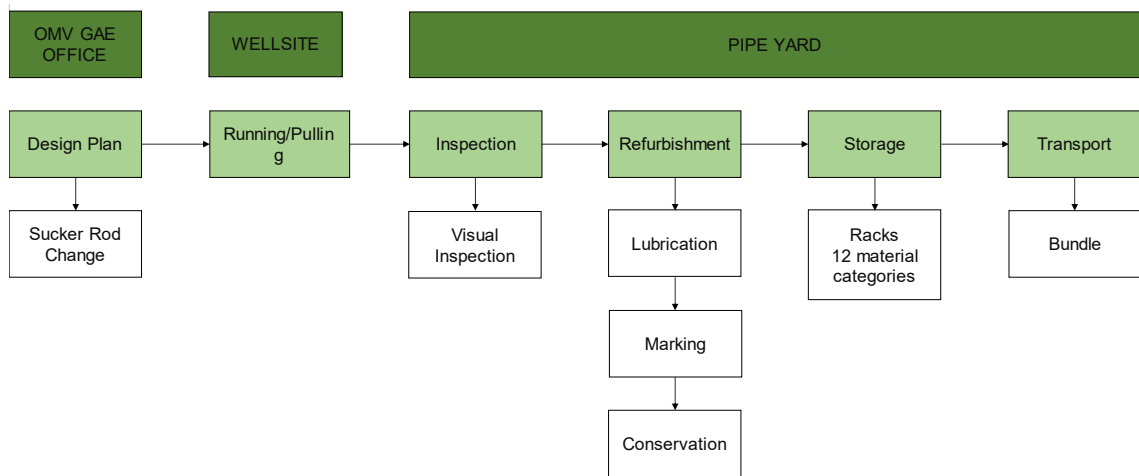 OMV GAE
OFFICE
WELLSITE
PIPE YARD
Design Plan
Running/Pullin
g
Inspection
Refurbishment
Storage
Transport
Sucker Rod
Change
Visual
Inspection
Lubrication
Racks
12 material
categories
Bundle
Marking
Conservation